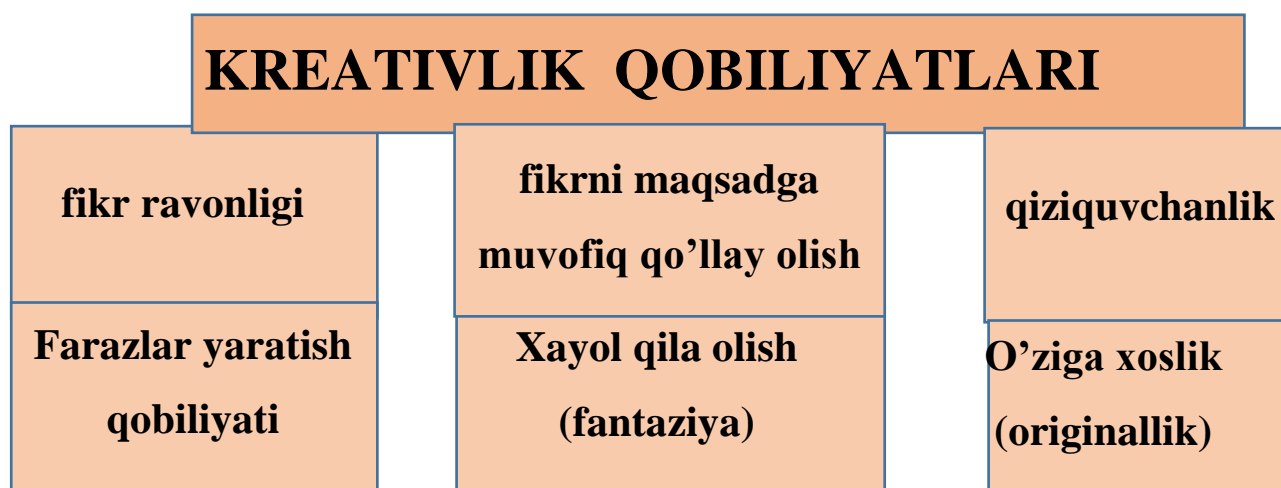 KREATIVLIK QOBILIYATLARI
fikr ravonligi
fikrni maqsadga
muvofiq qo’llay olish
qiziquvchanlik
Farazlar yaratish
qobiliyati
Xayol qila olish
(fantaziya)
O’ziga xoslik
(originallik)